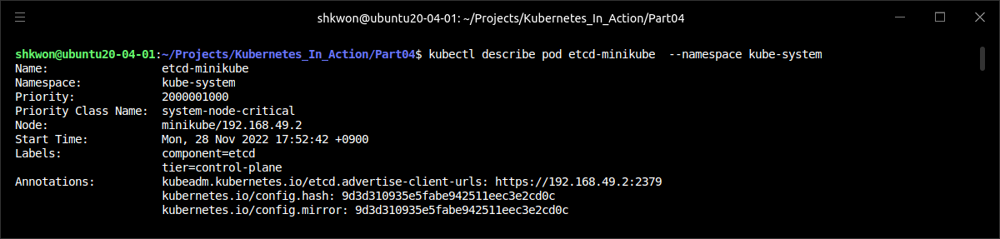 shkwon@ubuntu20-04-01: ~/Projects/Kubernetes_In_Action/Part04
shkwon@ubuntu20-04-01:~/Projects/Kubernetes_In_Action/Part04$ kubectl describe pod etcd-minikube  --namespace kube-system
Name:                 etcd-minikube
Namespace:            kube-system
Priority:             2000001000
Priority Class Name:  system-node-critical
Node:                 minikube/192.168.49.2
Start Time:           Mon, 28 Nov 2022 17:52:42 +0900
Labels:               component=etcd
                      tier=control-plane
Annotations:          kubeadm.kubernetes.io/etcd.advertise-client-urls: https://192.168.49.2:2379
                      kubernetes.io/config.hash: 9d3d310935e5fabe942511eec3e2cd0c
                      kubernetes.io/config.mirror: 9d3d310935e5fabe942511eec3e2cd0c